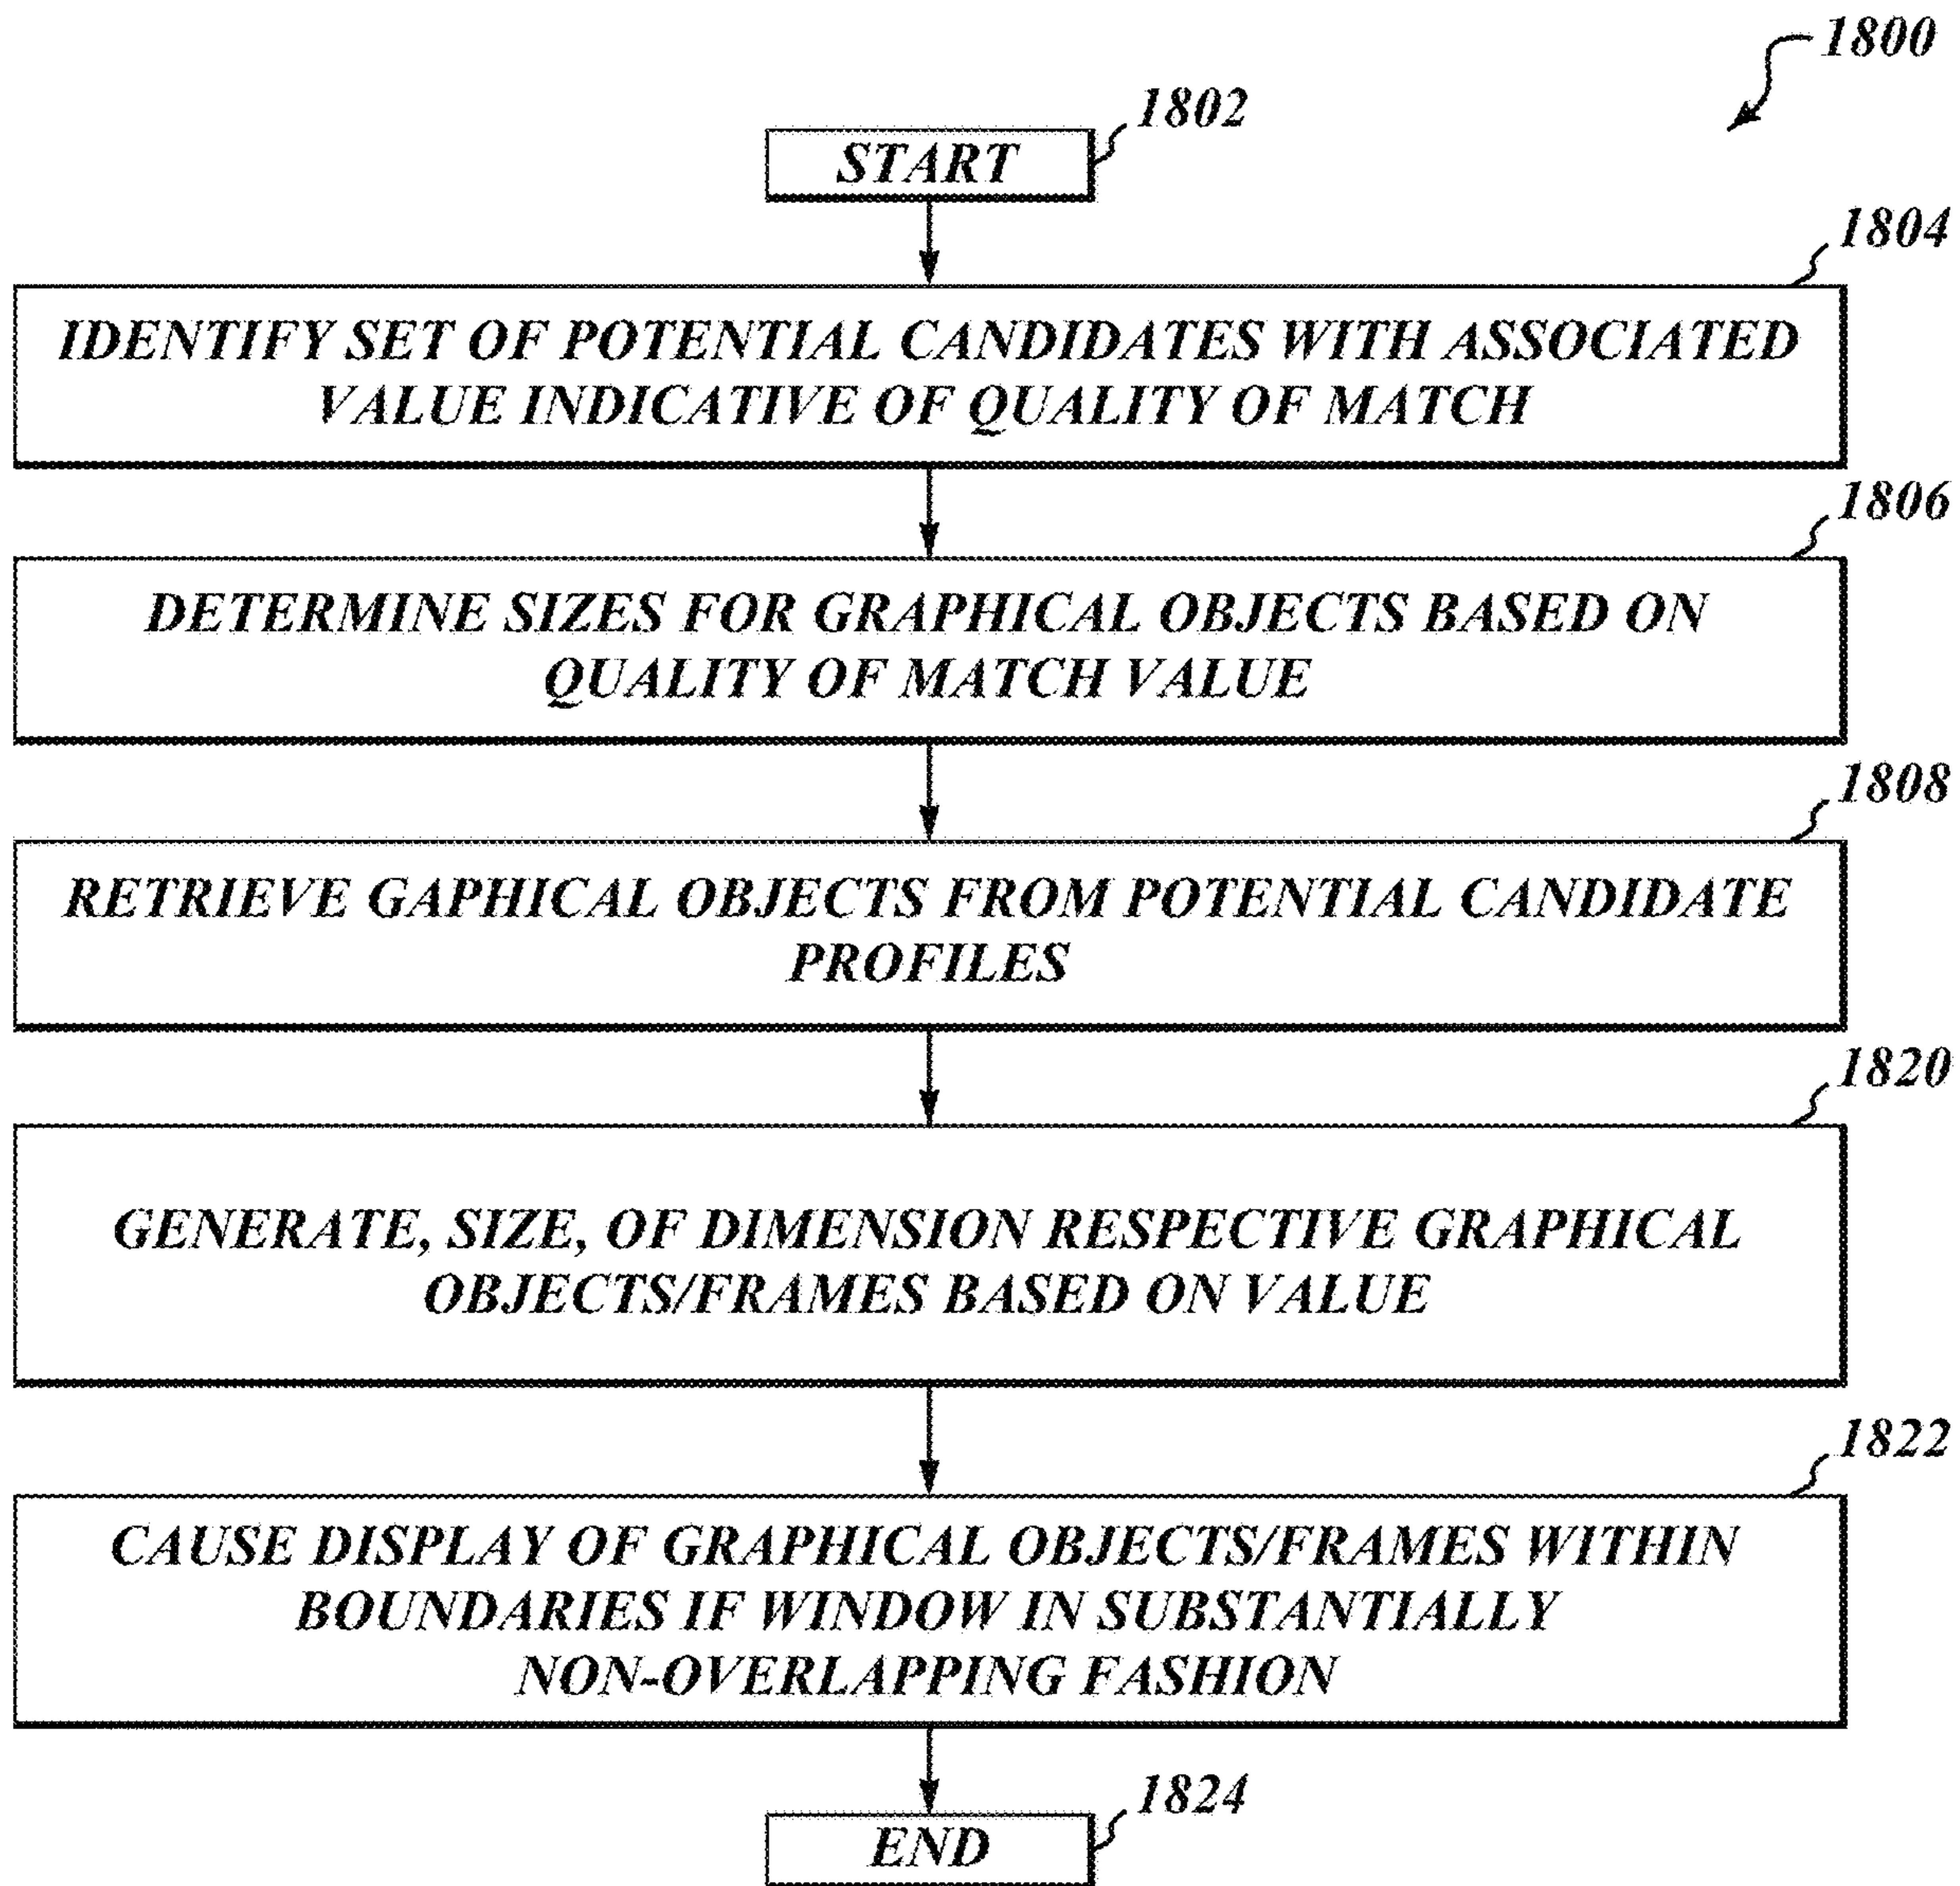 1800
1802
START
1804
IDENTIFY SET OF POTENTIAL CANDIDATES WITH ASSOCIATED
VALUE INDICATIVE OF QUALITY OF MATCH
1806
DETERMINE SIZES FOR GRAPHICAL OBJECTS BASED ON
QUALITY OF MATCH VALUE
1808
RETRIEVE GAPHICAL OBJECTS FROM POTENTIAL CANDIDATE
PROFILES
1820
GENERATE, SIZE, OF DIMENSION RESPECTIVE GRAPHICAL
OBJECTS/FRAMES BASED ON VALUE
1822
CAUSE DISPLAY OF GRAPHICAL OBJECTS/FRAMES WITHIN
BOUNDARIES IF WINDOW IN SUBSTANTIALLY
NON-OVERLAPPING FASHION
1824
END